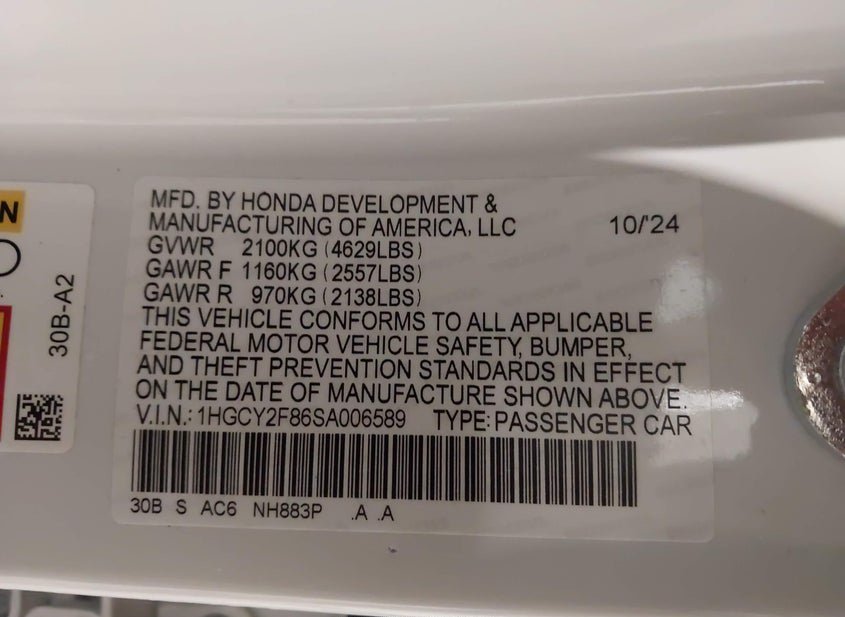 MFD. BY HONDA DEVELOPMENT &
MANUFACTURING OF AMERICA, LLC 10/'24
GVWR 2100KG (4629LBS)
GAWR F 1160KG (2557LBS)
GAWR R 970KG (2138LBS)
THIS VEHICLE CONFORMS TO ALL APPLICABLE
FEDERAL MOTOR VEHICLE SAFETY, BUMPER,
AND THEFT PREVENTION STANDARDS IN EFFECT
ON THE DATE OF MANUFACTURE SHOWN ABOVE.
V.I.N.: 1HGCY2F86SA006589 TYPE: PASSENGER CAR
30B S AC6 NH883P .A .A
N
30B-A2